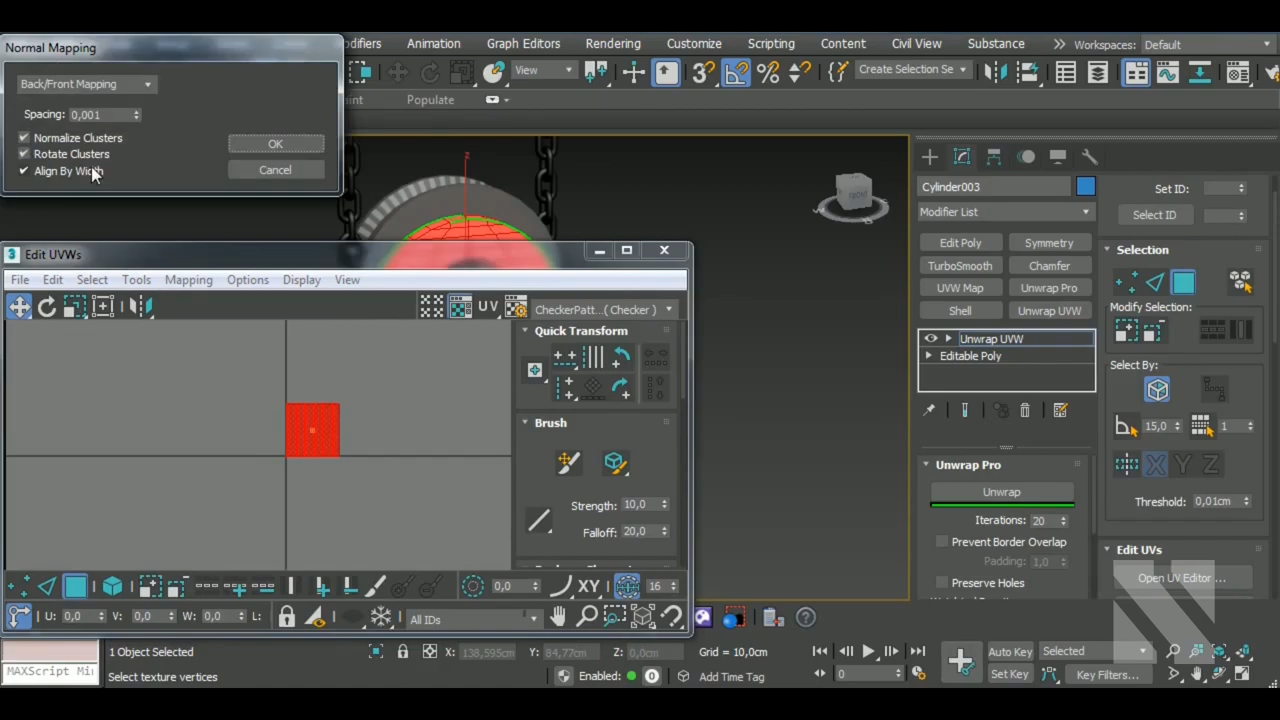 Normal Mapping
Back/Front Mapping
Spacing: 0,001
Normalize Clusters
Rotate Clusters
Align By Width
OK
Cancel
Animation Graph Editors Rendering Customize Scripting Content Civil View Substance Workspaces: Default
View Create Selection Se
Populate
Z
FRONT
Edit UVWs
File Edit Select Tools Mapping Options Display View
UV CheckerPatt...( Checker )
Quick Transform
Brush
Strength: 10,0
Falloff: 20,0
0,0 XY 16
U: 0,0 V: 0,0 W: 0,0 L: All IDs
Cylinder003
Modifier List
Edit Poly Symmetry
TurboSmooth Chamfer
UVW Map Unwrap Pro
Shell Unwrap UVW
Unwrap UVW
Editable Poly
Unwrap Pro
Unwrap
Iterations: 20
Prevent Border Overlap
Padding: 1,0
Preserve Holes
Set ID:
Select ID
Selection
Modify Selection:
Select By:
15,0 1
X Y Z
Threshold: 0,01cm
Edit UVs
Open UV Editor ...
MAXScript Mi
1 Object Selected
Select texture vertices
X: 138,595cm Y: 84,77cm Z: 0,0cm Grid = 10,0cm
Enabled: 0 Add Time Tag
0
Auto Key Selected
Set Key Key Filters...